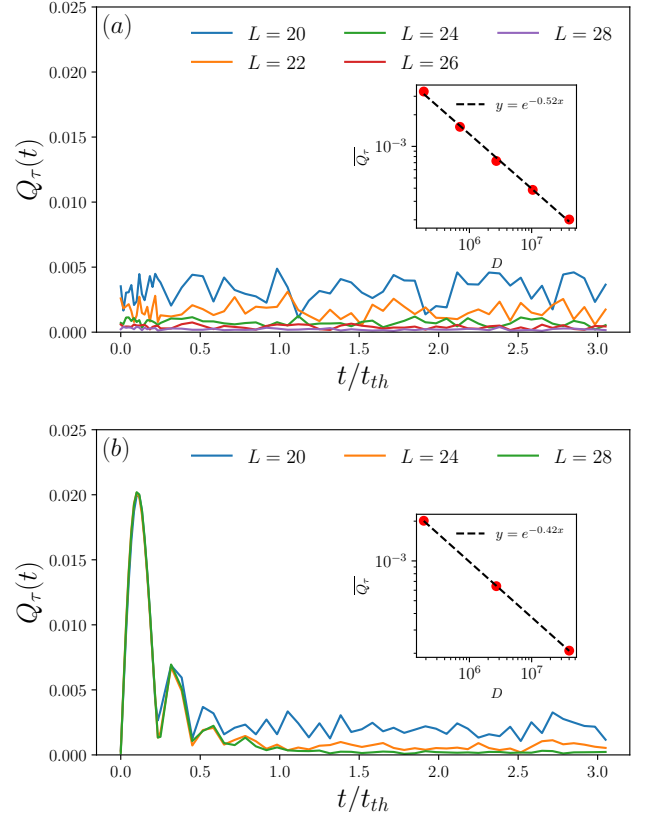 (a)
L = 20 L = 24 L = 28
L = 22 L = 26
0.025
0.020
0.015
0.010
0.005
0.000
Q_τ(t)
y = e^{-0.52x}
10^{-3}
\overline{Q_τ}
10^6 10^7
D
0.0 0.5 1.0 1.5 2.0 2.5 3.0
t/t_{th}
(b)
L = 20 L = 24 L = 28
0.025
0.020
0.015
0.010
0.005
0.000
Q_τ(t)
y = e^{-0.42x}
10^{-3}
\overline{Q_τ}
10^6 10^7
D
0.0 0.5 1.0 1.5 2.0 2.5 3.0
t/t_{th}